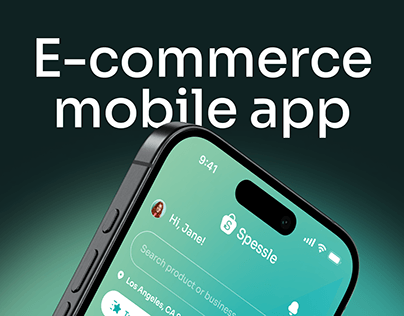 E-commerce
mobile app
9:41
Hi, Jane!
Spessle
Search product or business
Los Angeles, CA